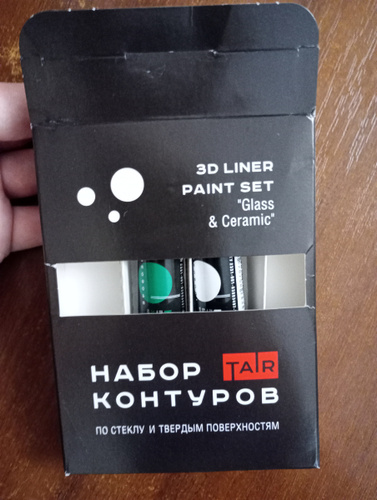 3D LINER
PAINT SET
"Glass
& Ceramic"
НАБОР TAIR
КОНТУРОВ
ПО СТЕКЛУ И ТВЕРДЫМ ПОВЕРХНОСТЯМ